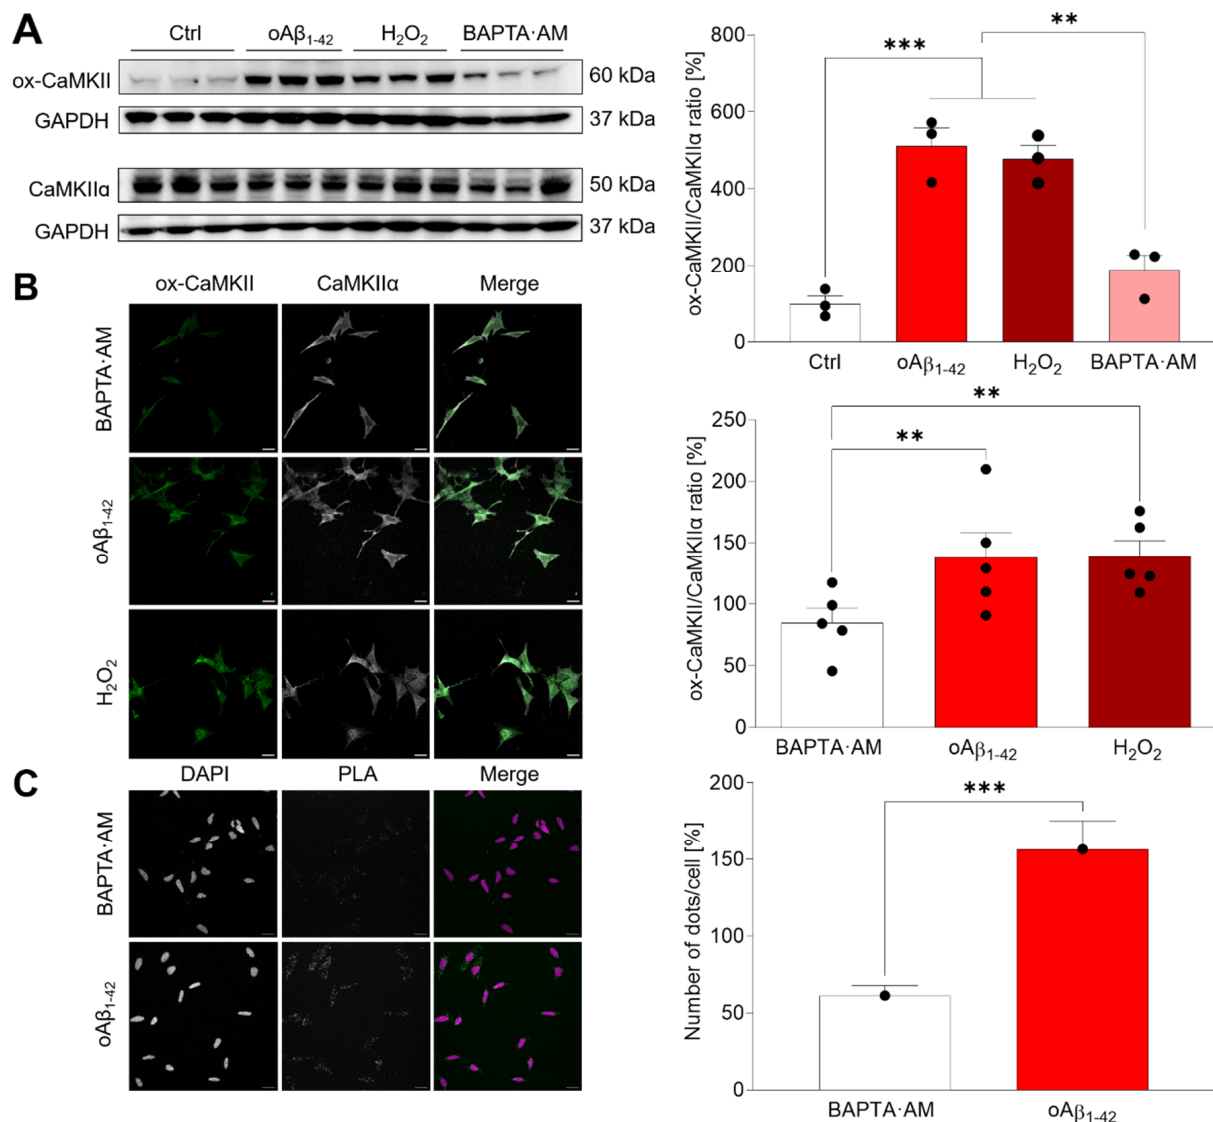 A
Ctrl oAβ1-42 H2O2 BAPTA·AM
ox-CaMKII 60 kDa
GAPDH 37 kDa
CaMKIIα 50 kDa
GAPDH 37 kDa
ox-CaMKII/CaMKIIα ratio [%]
800
600
400
200
0
*** **
Ctrl oAβ1-42 H2O2 BAPTA·AM
B
ox-CaMKII CaMKIIα Merge
BAPTA·AM
oAβ1-42
H2O2
ox-CaMKII/CaMKIIα ratio [%]
250
200
150
100
50
0
**
**
BAPTA·AM oAβ1-42 H2O2
C
DAPI PLA Merge
BAPTA·AM
oAβ1-42
Number of dots/cell [%]
200
150
100
50
0
***
BAPTA·AM oAβ1-42